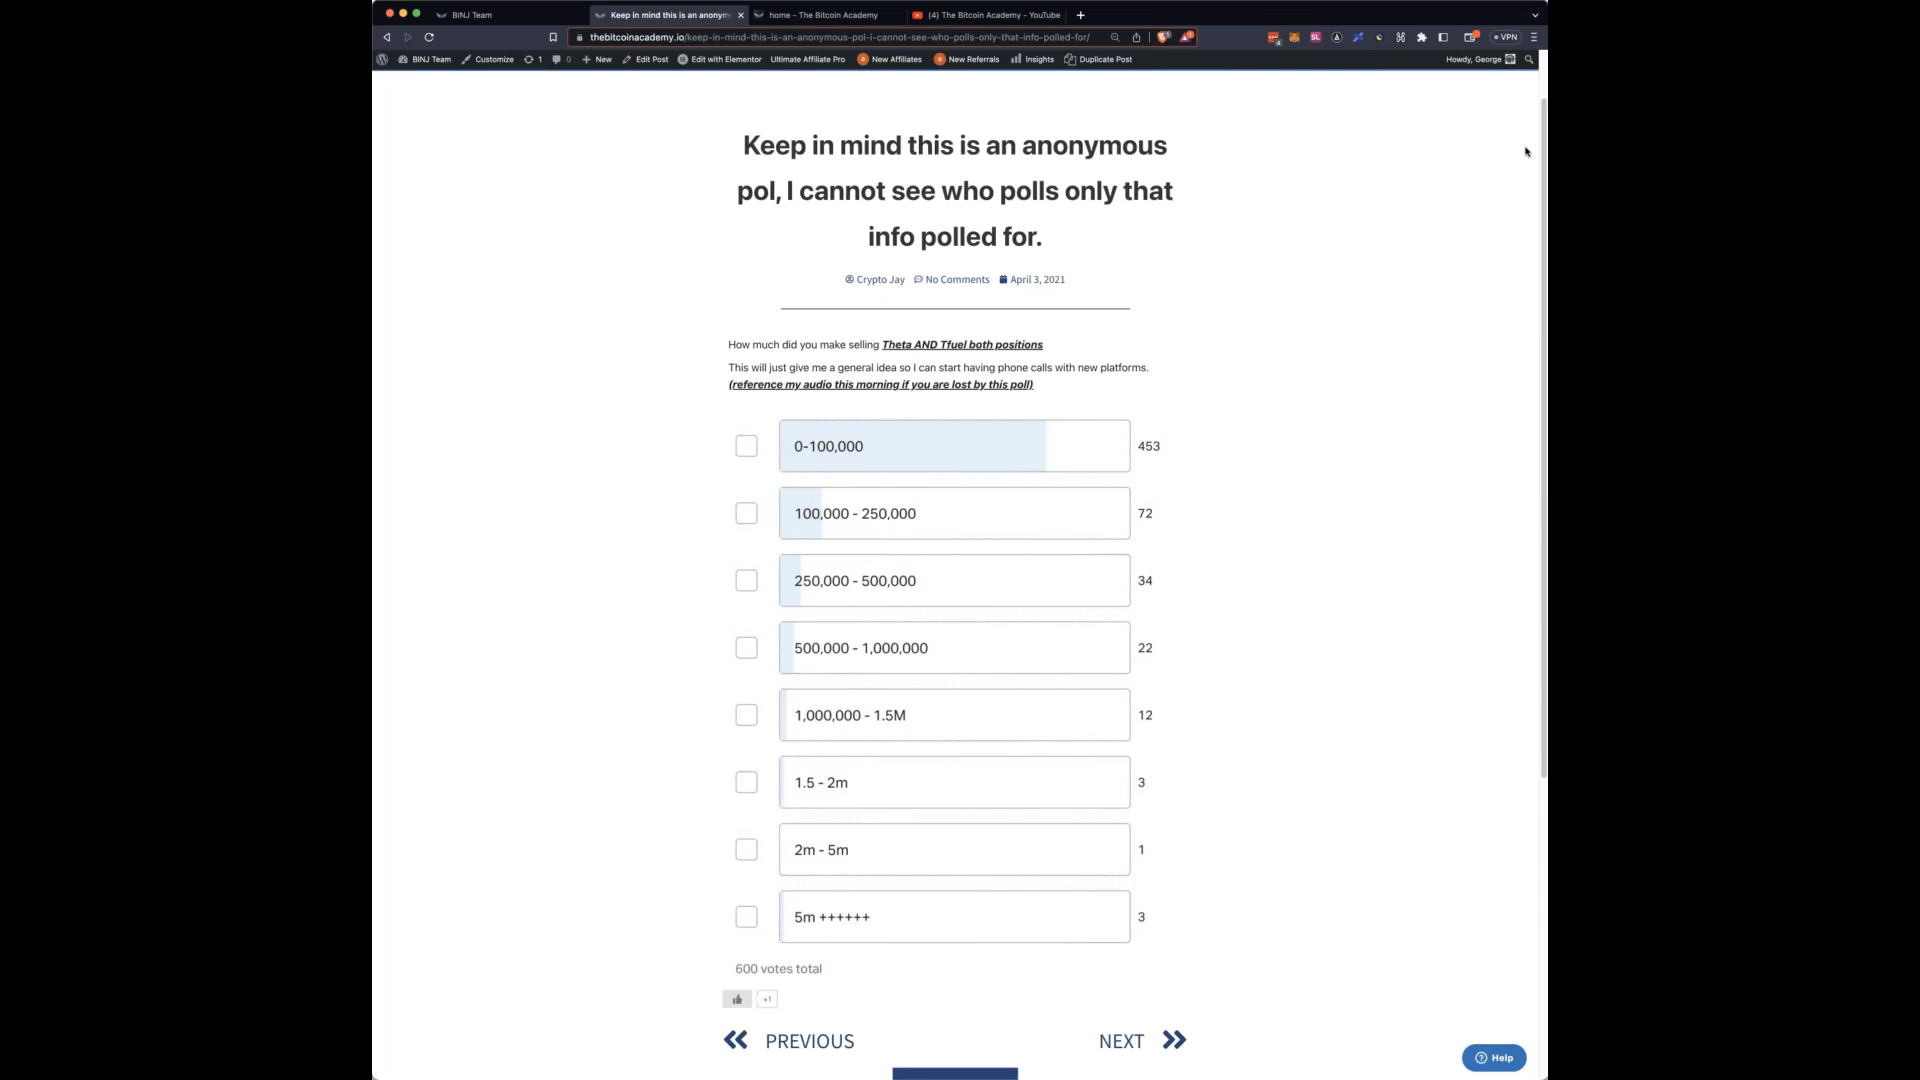 BINJ Team
Keep in mind this is an anonym
home - The Bitcoin Academy
(4) The Bitcoin Academy - YouTube
thebitcoinacademy.io/keep-in-mind-this-is-an-anonymous-pol-i-cannot-see-who-polls-only-that-info-polled-for/
VPN
BINJ Team Customize 1 0 New Edit Post Edit with Elementor Ultimate Affiliate Pro 0 New Affiliates 0 New Referrals Insights Duplicate Post Howdy, George
Keep in mind this is an anonymous
pol, I cannot see who polls only that
info polled for.
Crypto Jay No Comments April 3, 2021
How much did you make selling Theta AND Tfuel both positions
This will just give me a general idea so I can start having phone calls with new platforms.
(reference my audio this morning if you are lost by this poll)
0-100,000 453
100,000 - 250,000 72
250,000 - 500,000 34
500,000 - 1,000,000 22
1,000,000 - 1.5M 12
1.5 - 2m 3
2m - 5m 1
5m ++++++ 3
600 votes total
+1
PREVIOUS NEXT
Help